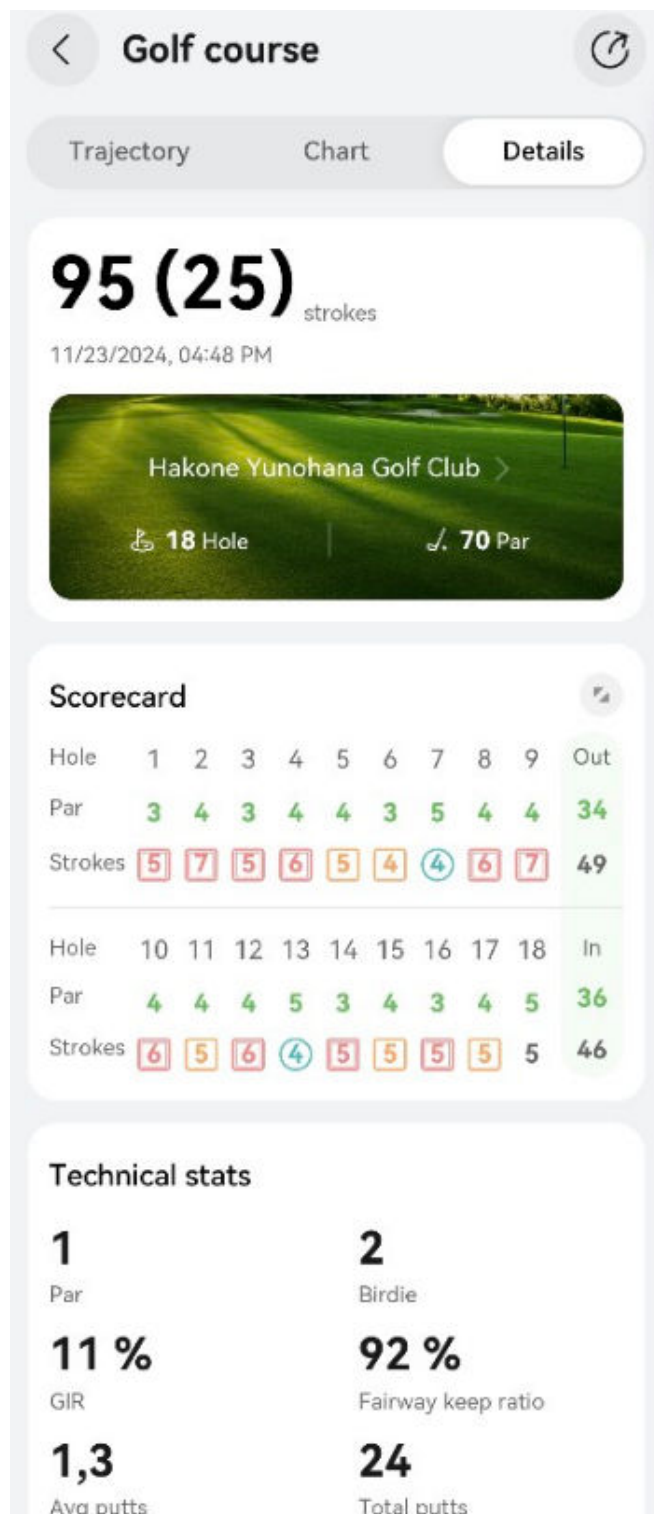 Golf course
Trajectory Chart Details
95 (25) strokes
11/23/2024, 04:48 PM
Hakone Yunohana Golf Club
18 Hole 70 Par
Scorecard
Hole 1 2 3 4 5 6 7 8 9 Out
Par 3 4 3 4 4 3 5 4 4 34
Strokes 5 7 5 6 5 4 4 6 7 49
Hole 10 11 12 13 14 15 16 17 18 In
Par 4 4 4 5 3 4 3 4 5 36
Strokes 6 5 6 4 5 5 5 5 5 46
Technical stats
1 2
Par Birdie
11 % 92 %
GIR Fairway keep ratio
1,3 24
Avg putts Total putts